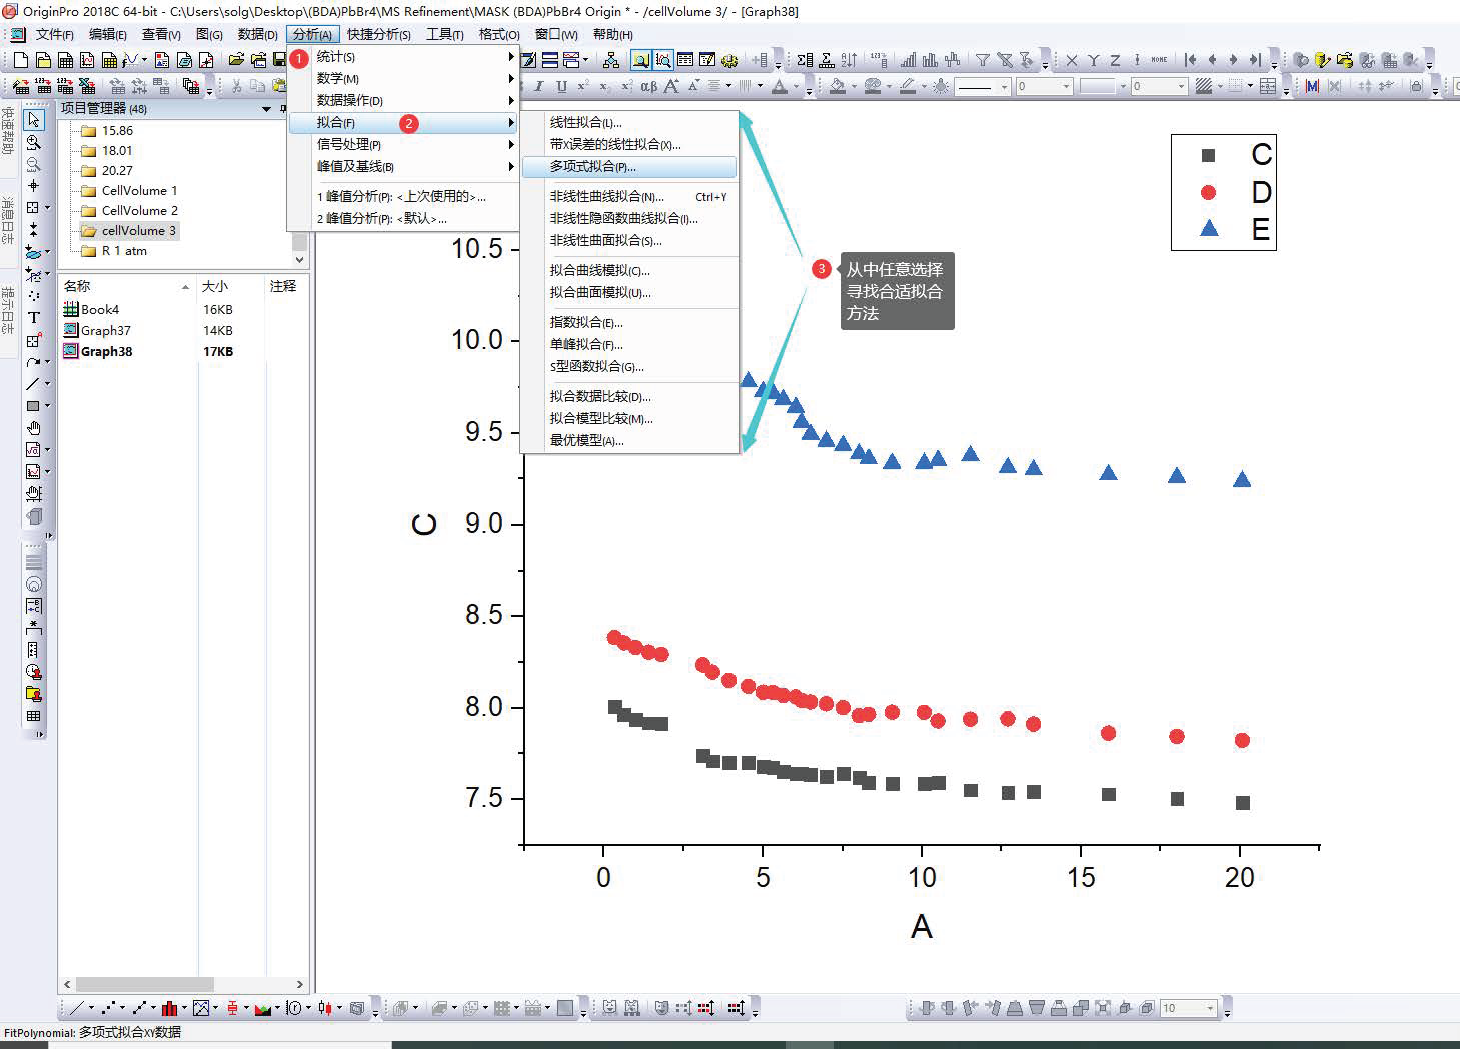 OriginPro 2018C 64-bit - C:\Users\solg\Desktop\(BDA)PbBr4\MS Refinement\MASK (BDA)PbBr4 Origin * - /cellVolume 3/ - [Graph38]
文件(F) 编辑(E) 查看(V) 图(G) 数据(D) 分析(A) 快捷分析(S) 工具(T) 格式(O) 窗口(W) 帮助(H)
项目管理器 (48)
15.86
18.01
20.27
CellVolume 1
CellVolume 2
cellVolume 3
R 1 atm
名称 大小 注释
Book4 16KB
Graph37 14KB
Graph38 17KB
快速帮助
消息日志
提示日志
1
统计(S)
数学(M)
数据操作(D)
拟合(F) 2
信号处理(P)
峰值及基线(B)
1 峰值分析(P): <上次使用的>...
2 峰值分析(P): <默认>...
线性拟合(L)...
带X误差的线性拟合(X)...
多项式拟合(P)...
非线性曲线拟合(N)... Ctrl+Y
非线性隐函数曲线拟合(I)...
非线性曲面拟合(S)...
拟合曲线模拟(C)...
拟合曲面模拟(U)...
指数拟合(E)...
单峰拟合(F)...
S型函数拟合(G)...
拟合数据比较(D)...
拟合模型比较(M)...
最优模型(A)...
3
从中任意选择
寻找合适拟合
方法
C
D
E
10.5
10.0
9.5
9.0
8.5
8.0
7.5
C
0 5 10 15 20
A
10
FitPolynomial: 多项式拟合XY数据